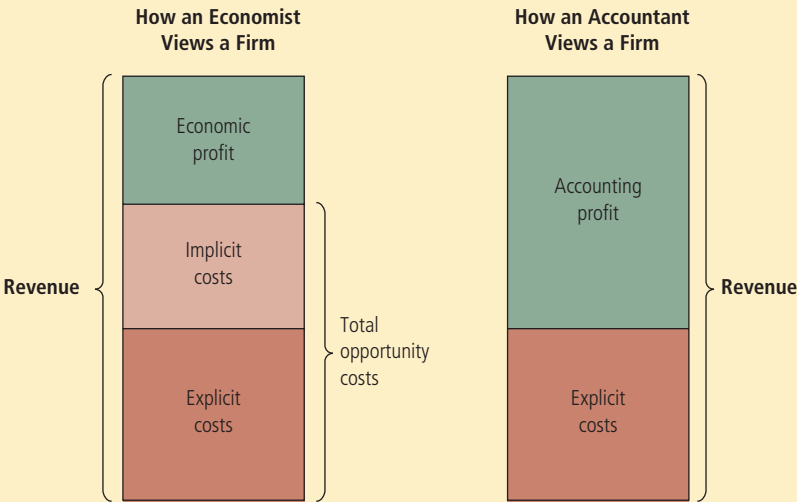 How an Economist
Views a Firm
Economic
profit
Implicit
costs
Revenue
Total
opportunity
costs
Explicit
costs
How an Accountant
Views a Firm
Accounting
profit
Revenue
Explicit
costs